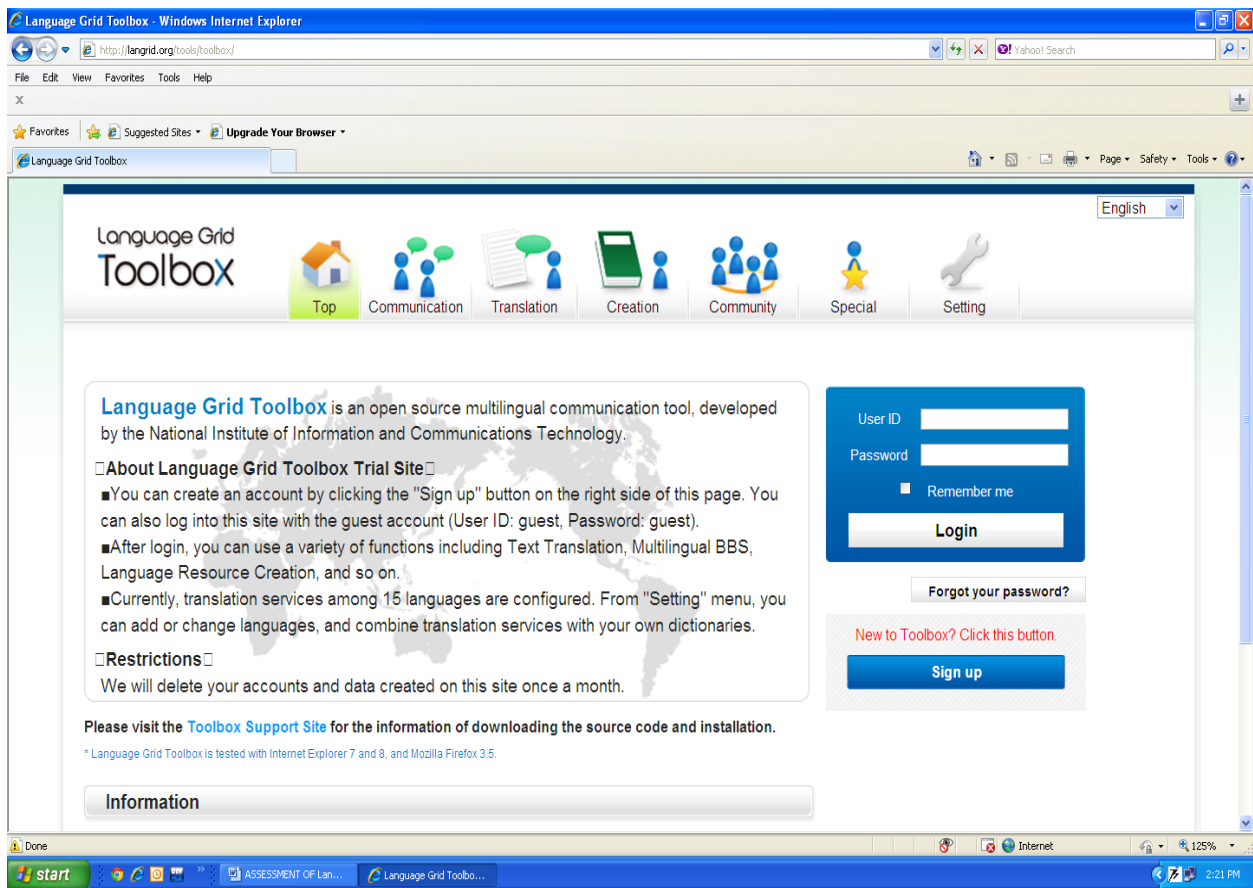 Language Grid Toolbox - Windows Internet Explorer
http://langrid.org/tools/toolbox/
Yahoo! Search
File Edit View Favorites Tools Help
x
Favorites Suggested Sites Upgrade Your Browser
Language Grid Toolbox
Page Safety Tools
English
Language Grid
Toolbox
Top Communication Translation Creation Community Special Setting
Language Grid Toolbox is an open source multilingual communication tool, developed
by the National Institute of Information and Communications Technology.
□About Language Grid Toolbox Trial Site□
■You can create an account by clicking the "Sign up" button on the right side of this page. You
can also log into this site with the guest account (User ID: guest, Password: guest).
■After login, you can use a variety of functions including Text Translation, Multilingual BBS,
Language Resource Creation, and so on.
■Currently, translation services among 15 languages are configured. From "Setting" menu, you
can add or change languages, and combine translation services with your own dictionaries.
□Restrictions□
We will delete your accounts and data created on this site once a month.
Please visit the Toolbox Support Site for the information of downloading the source code and installation.
* Language Grid Toolbox is tested with Internet Explorer 7 and 8, and Mozilla Firefox 3.5.
Information
User ID
Password
Remember me
Login
Forgot your password?
New to Toolbox? Click this button.
Sign up
Done
Internet
125%
start
ASSESSMENT OF Lan...
Language Grid Toolbo...
2:21 PM